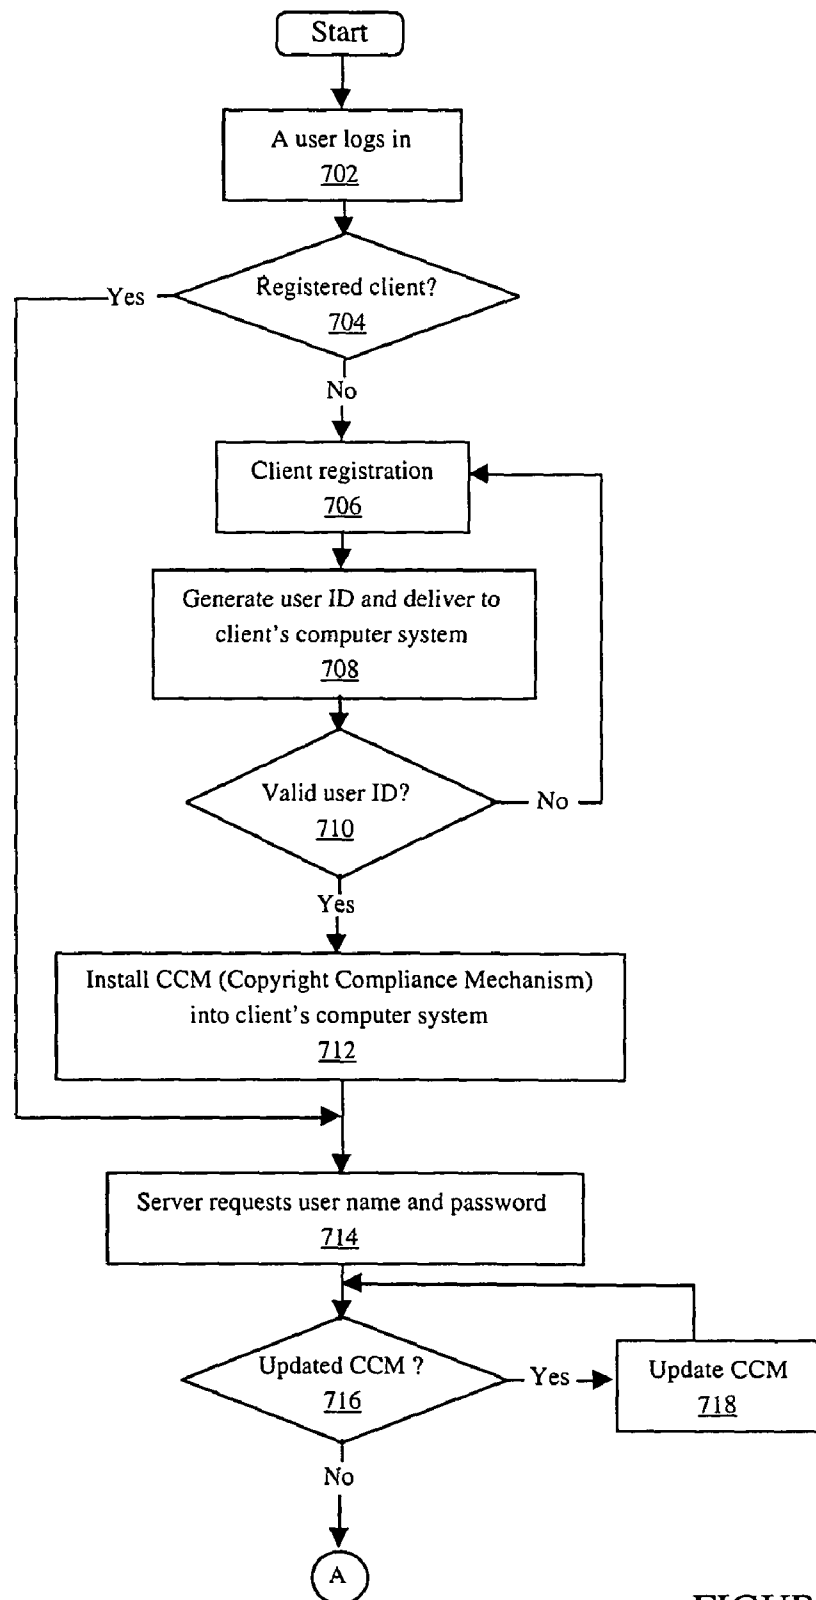 Start
A user logs in
702
Registered client?
704
Yes
No
Client registration
706
Generate user ID and deliver to
client's computer system
708
Valid user ID?
710
No
Yes
Install CCM (Copyright Compliance Mechanism)
into client's computer system
712
Server requests user name and password
714
Updated CCM ?
716
Yes
Update CCM
718
No
A